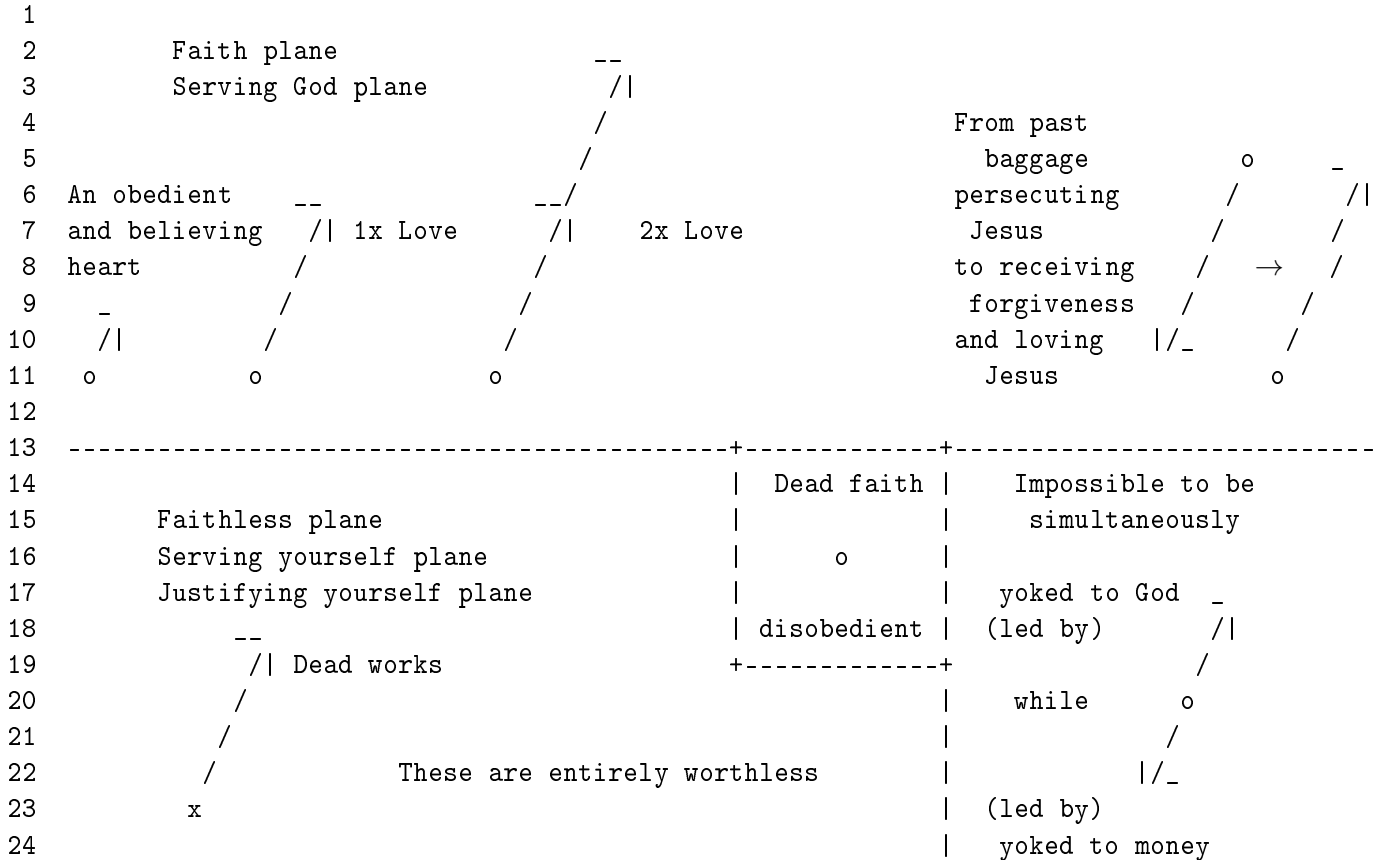 1
2         Faith plane                 __
3         Serving God plane            /|
4                                     /                       From past
5                                    /                          baggage          o     _
6  An obedient    __              __/                         persecuting       /       /|
7  and believing   /| 1x Love      /|    2x Love               Jesus           /       /
8  heart          /               /                           to receiving    /   →   /
9    _           /               /                             forgiveness   /       /
10   /|         /               /                             and loving   |/_      /
11  o          o               o                                Jesus              o
12
13 --------------------------------------------+-------------+----------------------------
14                                             |  Dead faith |    Impossible to be
15       Faithless plane                       |             |     simultaneously
16       Serving yourself plane                |      o      |
17       Justifying yourself plane             |             |   yoked to God  _
18            __                               | disobedient |  (led by)       /|
19             /| Dead works                   +-------------+                /
20            /                                              |    while      o
21           /                                               |              /
22          /            These are entirely worthless        |            |/_
23         x                                                 |  (led by)
24                                                           |   yoked to money